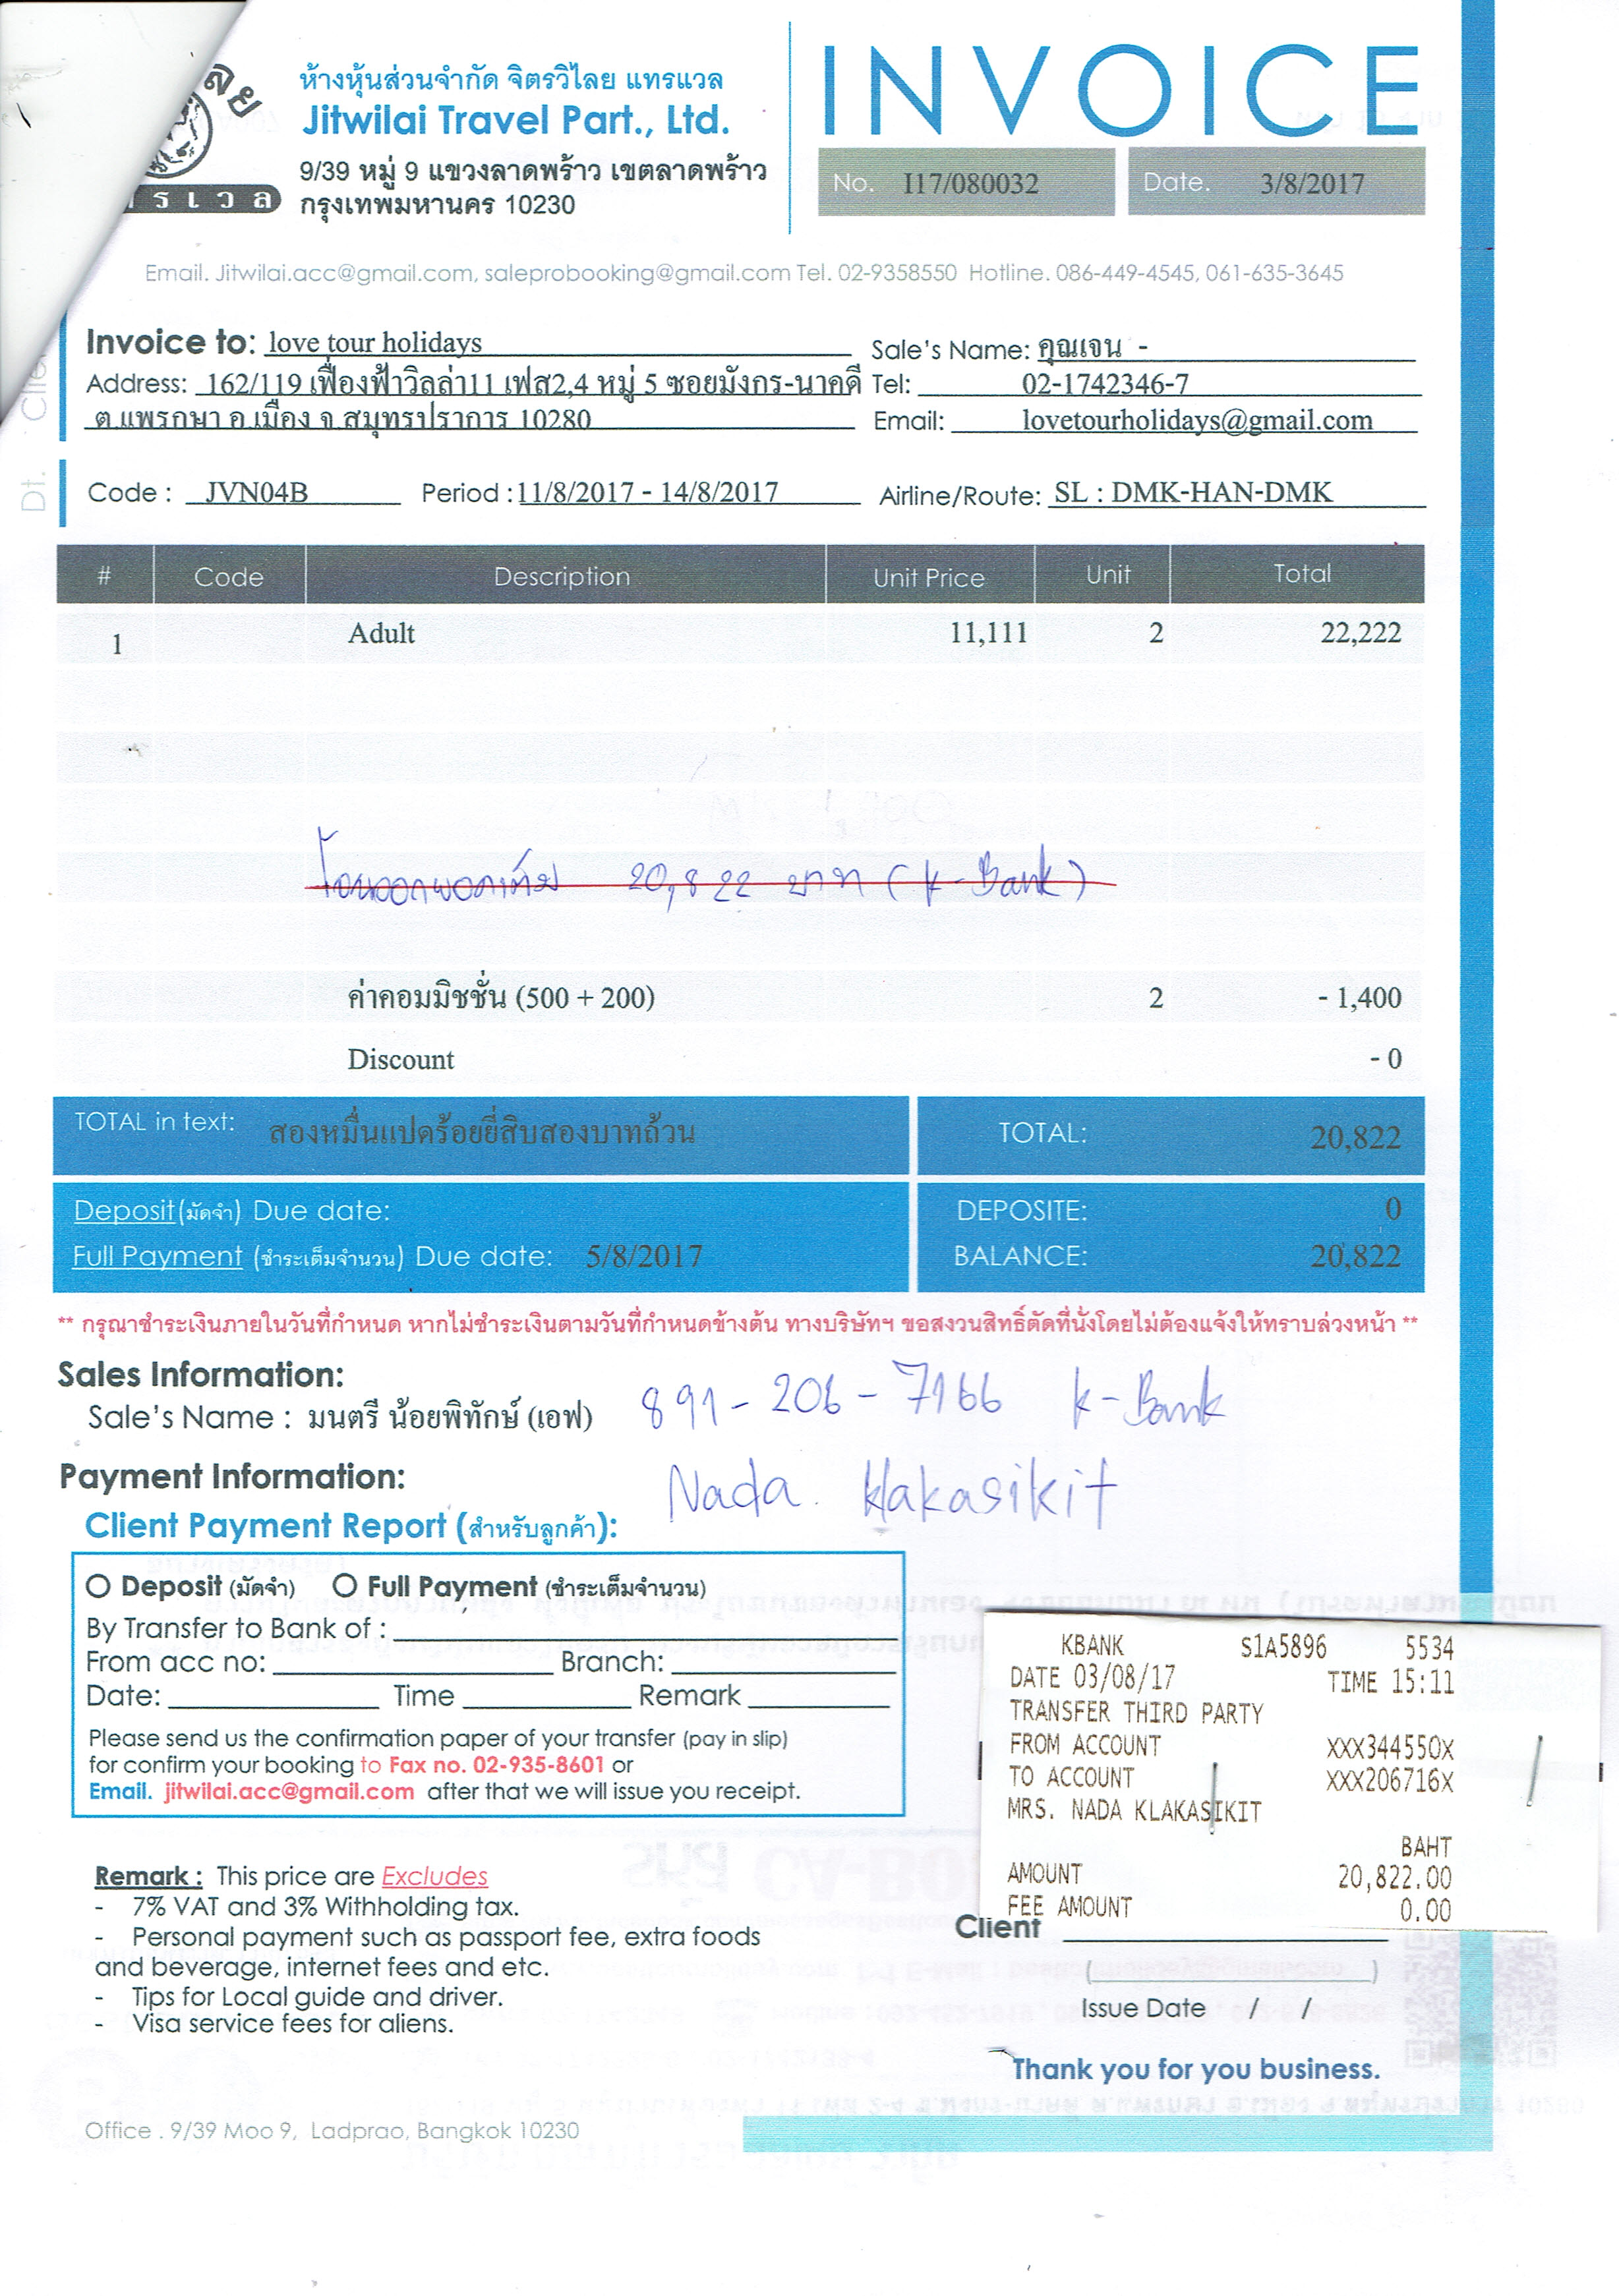 ลัย
ห้างหุ้นส่วนจำกัด จิตรวิไลย แทรแวล
Jitwilai Travel Part., Ltd.
9/39 หมู่ 9 แขวงลาดพร้าว เขตลาดพร้าว
กรุงเทพมหานคร 10230
รเวล
INVOICE
No. I17/080032 Date. 3/8/2017
Email. Jitwilai.acc@gmail.com, saleprobooking@gmail.com Tel. 02-9358550 Hotline. 086-449-4545, 061-635-3645
Invoice to: love tour holidays Sale's Name: คุณเจน -
Address: 162/119 เฟื่องฟ้าวิลล่า11 เฟส2,4 หมู่ 5 ซอยมังกร-นาคดี Tel: 02-1742346-7
ต.แพรกษา อ.เมือง จ.สมุทรปราการ 10280 Email: lovetourholidays@gmail.com
Code : JVN04B Period : 11/8/2017 - 14/8/2017 Airline/Route: SL : DMK-HAN-DMK
# Code Description Unit Price Unit Total
1 Adult 11,111 2 22,222
โอนออกยอดเต็ม 20,822 บาท (k-Bank)
ค่าคอมมิชชั่น (500 + 200) 2 - 1,400
Discount - 0
TOTAL in text: สองหมื่นแปดร้อยยี่สิบสองบาทถ้วน TOTAL: 20,822
Deposit(มัดจำ) Due date: DEPOSITE: 0
Full Payment (ชำระเต็มจำนวน) Due date: 5/8/2017 BALANCE: 20,822
** กรุณาชำระเงินภายในวันที่กำหนด หากไม่ชำระเงินตามวันที่กำหนดข้างต้น ทางบริษัทฯ ขอสงวนสิทธิ์ตัดที่นั่งโดยไม่ต้องแจ้งให้ทราบล่วงหน้า **
Sales Information:
Sale's Name : มนตรี น้อยพิทักษ์ (เอฟ) 891-206-7166 k-Bank
Payment Information:
Nada klakasikit
Client Payment Report (สำหรับลูกค้า):
Deposit (มัดจำ) Full Payment (ชำระเต็มจำนวน)
By Transfer to Bank of :
From acc no: Branch:
Date: Time Remark
Please send us the confirmation paper of your transfer (pay in slip)
for confirm your booking to Fax no. 02-935-8601 or
Email. jitwilai.acc@gmail.com after that we will issue you receipt.
KBANK S1A5896 5534
DATE 03/08/17 TIME 15:11
TRANSFER THIRD PARTY
FROM ACCOUNT XXX344550X
TO ACCOUNT XXX206716X
MRS. NADA KLAKASIKIT
BAHT
AMOUNT 20,822.00
FEE AMOUNT 0.00
Remark : This price are Excludes
- 7% VAT and 3% Withholding tax.
- Personal payment such as passport fee, extra foods
and beverage, internet fees and etc.
- Tips for Local guide and driver.
- Visa service fees for aliens.
Client
( )
Issue Date / /
Thank you for you business.
Office . 9/39 Moo 9, Ladprao, Bangkok 10230